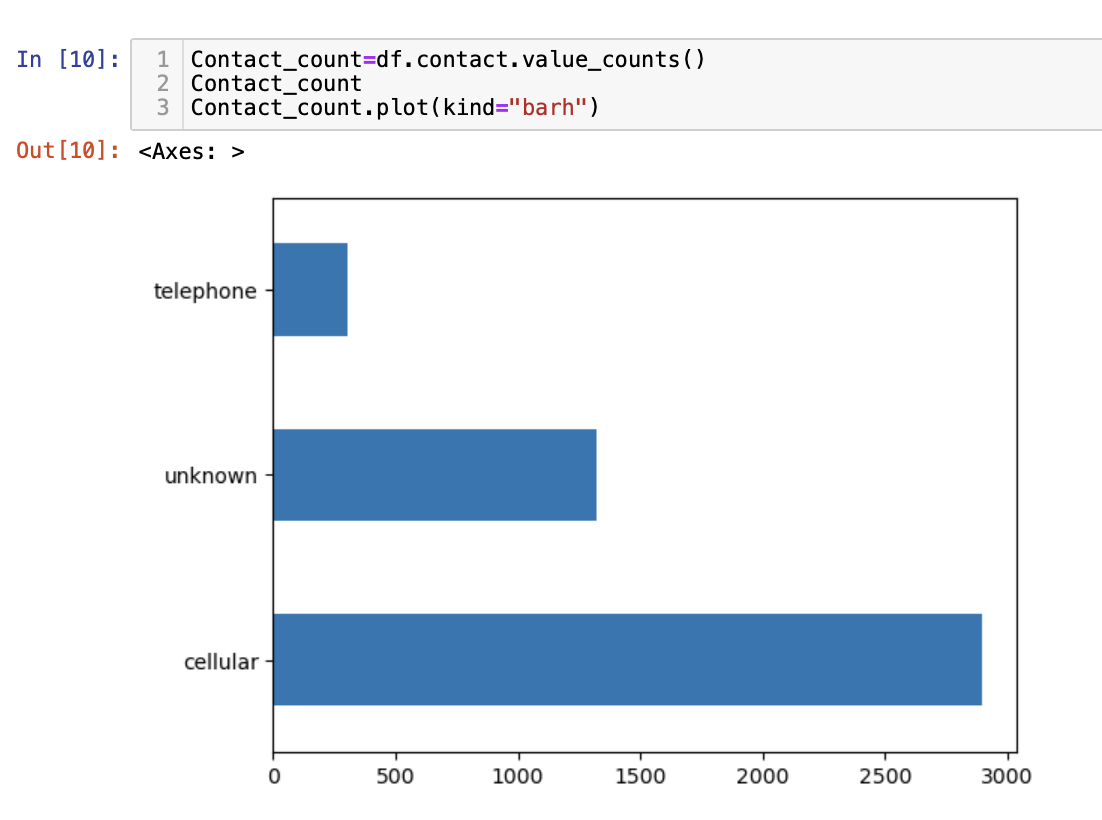 In [10]:
1 Contact_count=df.contact.value_counts()
2 Contact_count
3 Contact_count.plot(kind="barh")
Out[10]: <Axes: >
telephone
unknown
cellular
0 500 1000 1500 2000 2500 3000